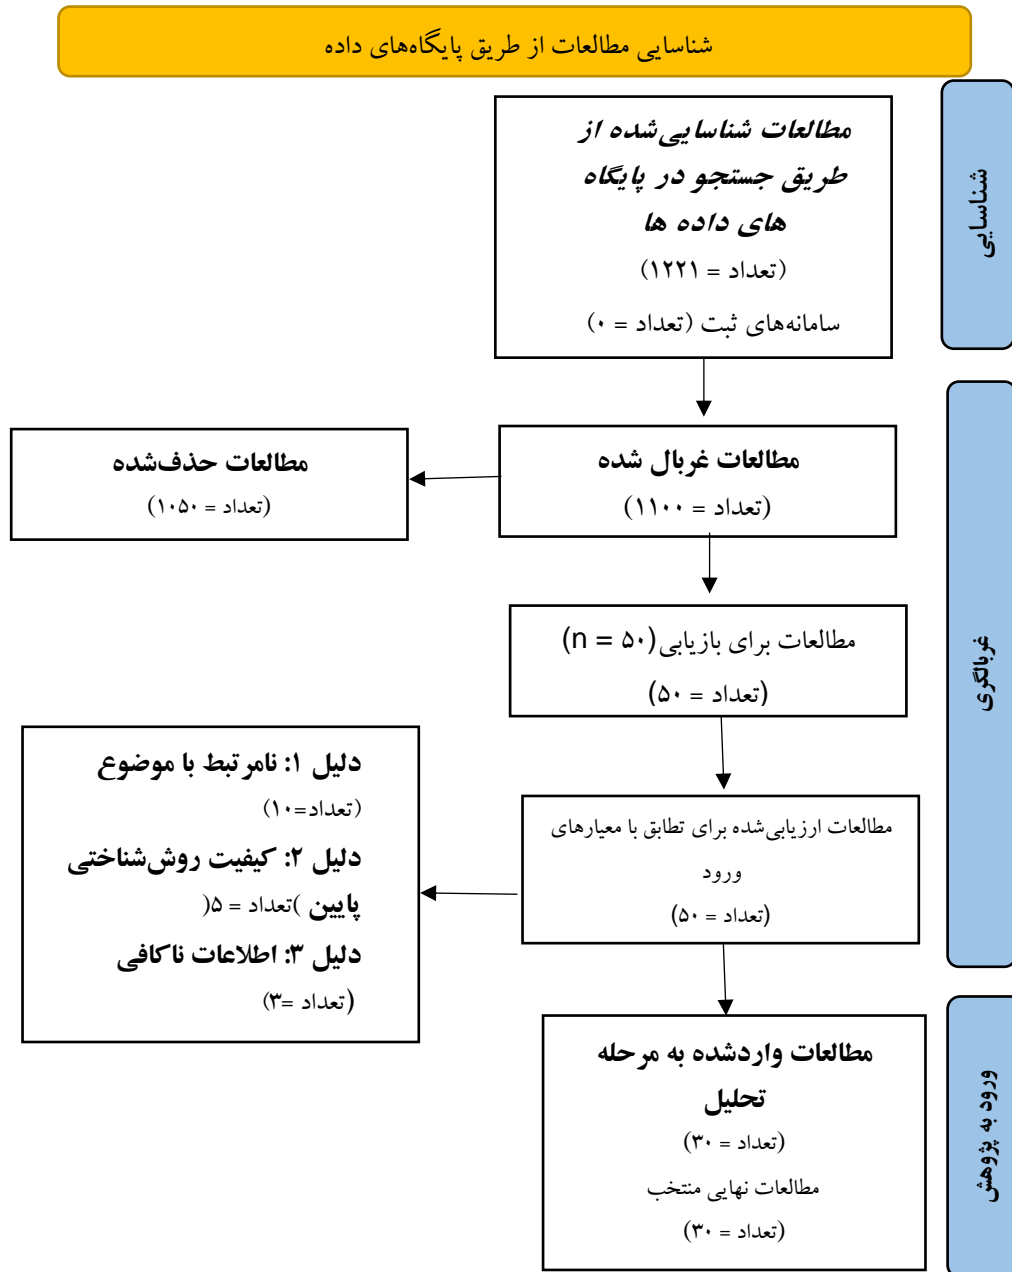 شناسایی مطالعات از طریق پایگاه‌های داده
شناسایی
مطالعات شناسایی‌شده از
طریق جستجو در پایگاه
های داده ها
(تعداد = ۱۲۲۱)
سامانه‌های ثبت (تعداد = ۰)
غربالگری
مطالعات غربال شده
(تعداد = ۱۱۰۰)
مطالعات حذف‌شده
(تعداد = ۱۰۵۰)
مطالعات برای بازیابی(n = ۵۰)
(تعداد = ۵۰)
مطالعات ارزیابی‌شده برای تطابق با معیارهای
ورود
(تعداد = ۵۰)
دلیل ۱: نامرتبط با موضوع
(تعداد=۱۰)
دلیل ۲: کیفیت روش‌شناختی
پایین )تعداد = ۵(
دلیل ۳: اطلاعات ناکافی
(تعداد =۳)
ورود به پژوهش
مطالعات واردشده به مرحله
تحلیل
(تعداد = ۳۰)
مطالعات نهایی منتخب
(تعداد = ۳۰)